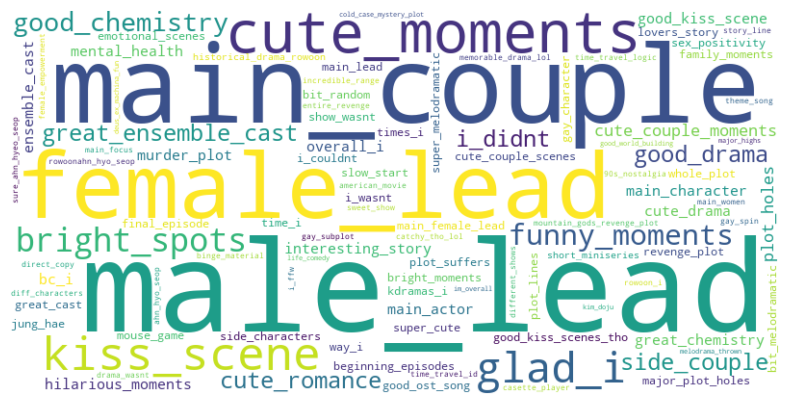 cold_case_mystery_plot
good_chemistry
cute_moments
good_kiss_scene
emotional_scenes
lovers_story
story_line
mental_health
sex_positivity
historical_drama_rowoon
family_moments
female_empowerment
ensemble_cast
main_lead
memorable_drama_lol
time_travel_logic
main_couple
incredible_range
bit_random
super_melodramatic
gay_character
theme_song
entire_revenge
show_wasnt
great_ensemble_cast
times_i
i_didnt
cute_couple_moments
major_highs
sure_ahn_hyeo_seop
main_focus
murder_plot
overall_i
good_world_building
good_drama
rowoonahn_hyo_seop
i_couldnt
cute_couple_scenes
slow_start
i_wasnt
90s_nostalgia
whole_plot
american_movie
main_character
main_women
female_lead
sweet_show
cute_drama
plot_holes
final_episode
time_i
main_female_lead
mountain_gods_revenge_plot
gay_spin
bright_spots
gay_subplot
catchy_tho_lol
funny_moments
interesting_story
short_miniseries
direct_copy
binge_material
life_comedy
plot_suffers
revenge_plot
bc_i
ahn_hyo_seop
i_ffw
bright_moments
different_shows
plot_lines
diff_characters
kdramas_i
im_overall
rowoon_i
bit_melodramatic
great_cast
male_lead
main_actor
kim_doju
jung_hae
mouse_game
side_characters
super_cute
good_kiss_scenes_tho
great_chemistry
kiss_scene
way_i
glad_i
side_couple
melodrama_thrown
drama_wasnt
beginning_episodes
hilarious_moments
cute_romance
good_ost_song
time_travel_id
casette_player
major_plot_holes